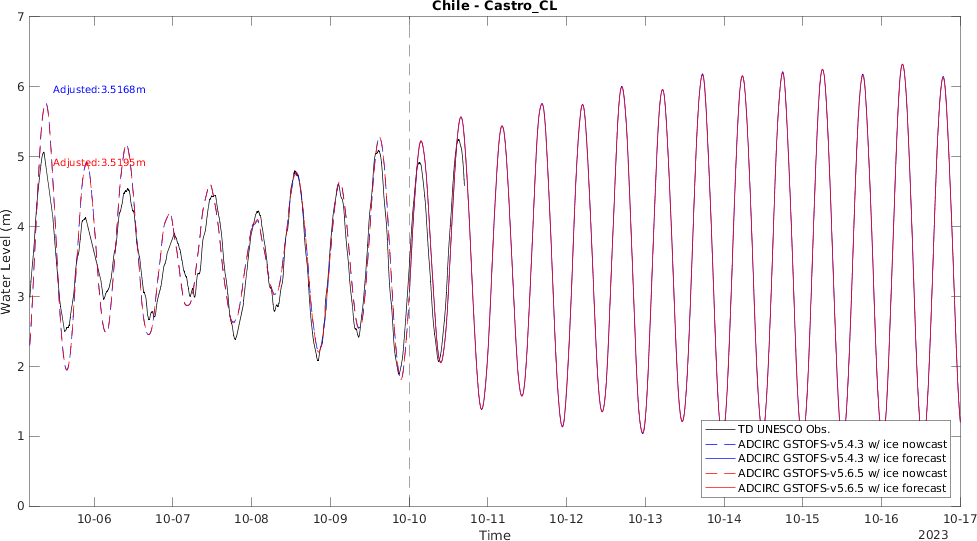 Chile - Castro_CL
7
6
5
4
3
2
1
0
Water Level (m)
Adjusted:3.5168m
Adjusted:3.5195m
TD UNESCO Obs.
ADCIRC GSTOFS-v5.4.3 w/ ice nowcast
ADCIRC GSTOFS-v5.4.3 w/ ice forecast
ADCIRC GSTOFS-v5.6.5 w/ ice nowcast
ADCIRC GSTOFS-v5.6.5 w/ ice forecast
10-06 10-07 10-08 10-09 10-10 10-11 10-12 10-13 10-14 10-15 10-16 10-17
Time
2023